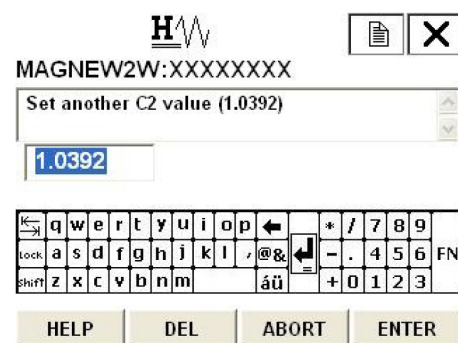 H
MAGNEW2W:XXXXXXXX
Set another C2 value (1.0392)
1.0392
q w e r t y u i o p * / 7 8 9
Lock a s d f g h j k l , @& - . 4 5 6 FN
Shift z x c v b n m áü = + 0 1 2 3
HELP DEL ABORT ENTER